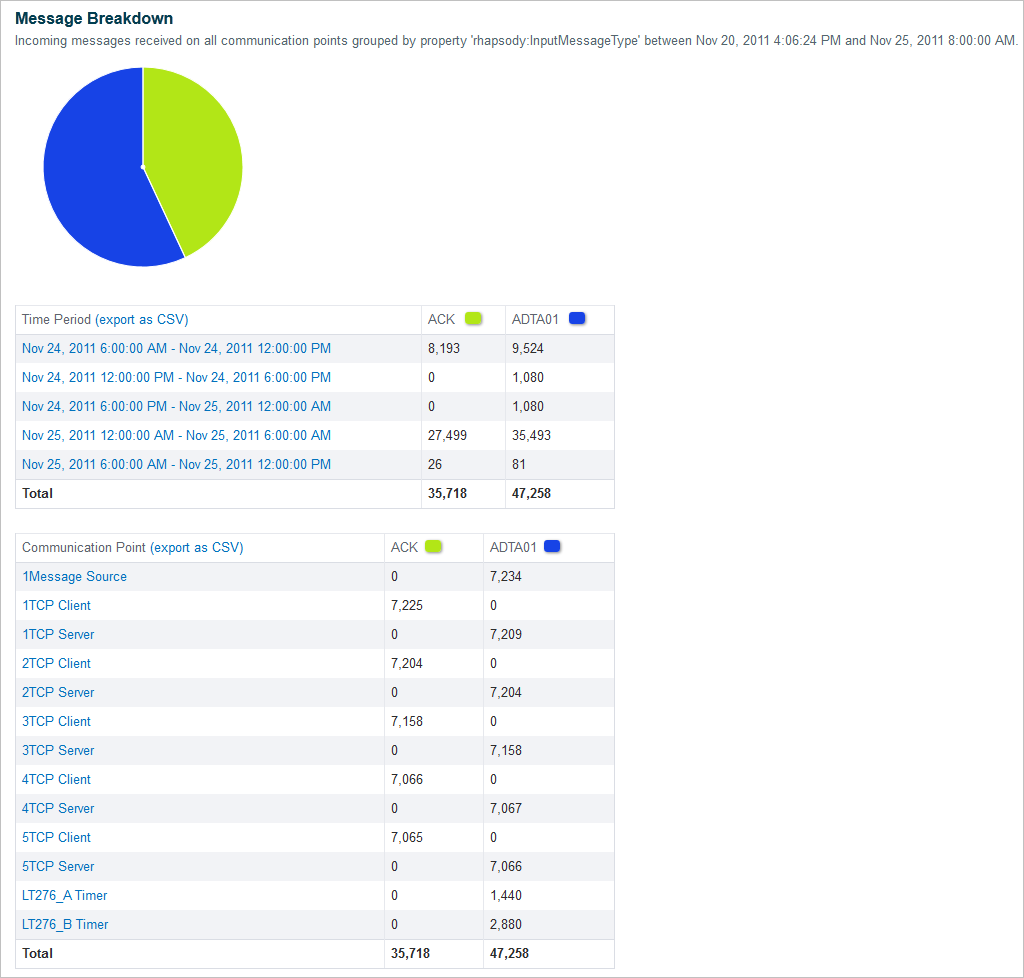 Message Breakdown
Incoming messages received on all communication points grouped by property 'rhapsody:InputMessageType' between Nov 20, 2011 4:06:24 PM and Nov 25, 2011 8:00:00 AM.
Time Period (export as CSV) ACK ADTA01
Nov 24, 2011 6:00:00 AM - Nov 24, 2011 12:00:00 PM 8,193 9,524
Nov 24, 2011 12:00:00 PM - Nov 24, 2011 6:00:00 PM 0 1,080
Nov 24, 2011 6:00:00 PM - Nov 25, 2011 12:00:00 AM 0 1,080
Nov 25, 2011 12:00:00 AM - Nov 25, 2011 6:00:00 AM 27,499 35,493
Nov 25, 2011 6:00:00 AM - Nov 25, 2011 12:00:00 PM 26 81
Total 35,718 47,258
Communication Point (export as CSV) ACK ADTA01
1Message Source 0 7,234
1TCP Client 7,225 0
1TCP Server 0 7,209
2TCP Client 7,204 0
2TCP Server 0 7,204
3TCP Client 7,158 0
3TCP Server 0 7,158
4TCP Client 7,066 0
4TCP Server 0 7,067
5TCP Client 7,065 0
5TCP Server 0 7,066
LT276_A Timer 0 1,440
LT276_B Timer 0 2,880
Total 35,718 47,258